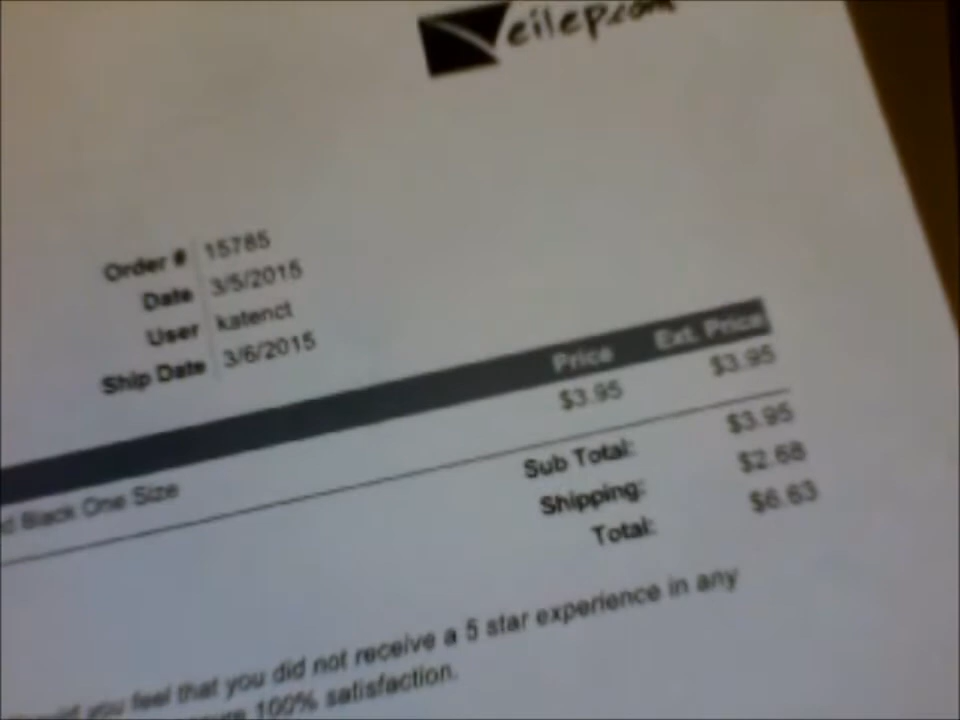 eilep.com
Order # 15785
Date 3/5/2015
User katenct
Ship Date 3/6/2015
Price Ext. Price
$3.95 $3.95
Black One Size
Sub Total: $3.95
Shipping: $2.68
Total: $6.63
you feel that you did not receive a 5 star experience in any
100% satisfaction.